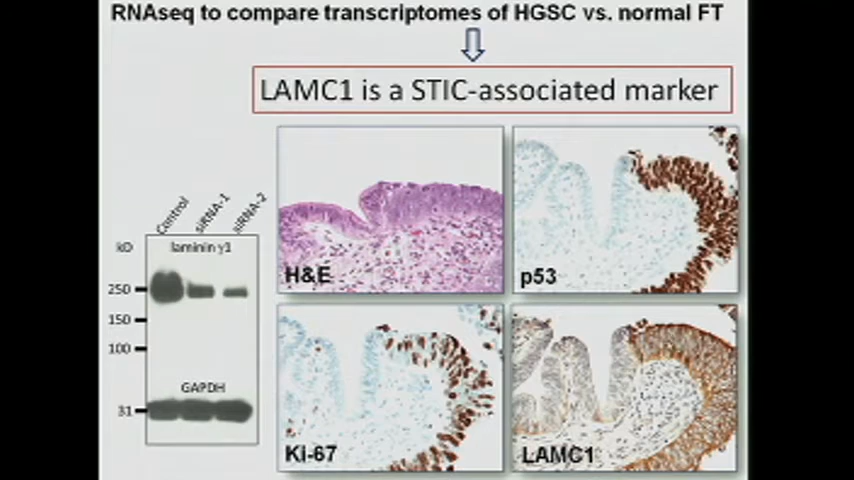 RNAseq to compare transcriptomes of HGSC vs. normal FT
LAMC1 is a STIC-associated marker
Control
siRNA-1
siRNA-2
kD
laminin γ1
250
150
100
GAPDH
31
H&E
p53
Ki-67
LAMC1